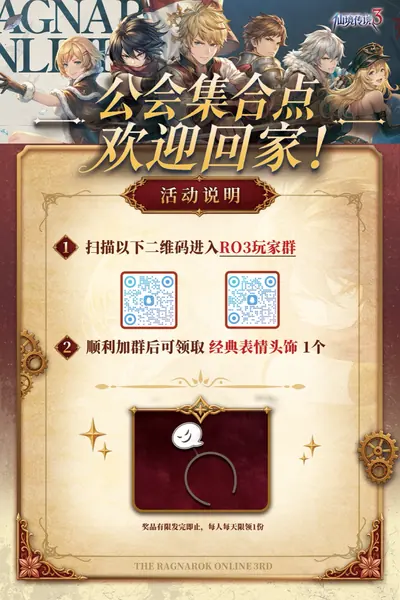 AGNAR
NLINE
仙境传说3
公会集合点
欢迎回家！
活动说明
1 扫描以下二维码进入RO3玩家群
2 顺利加群后可领取 经典表情头饰 1个
奖品有限发完即止，每人每天限领1份
THE RAGNAROK ONLINE 3RD